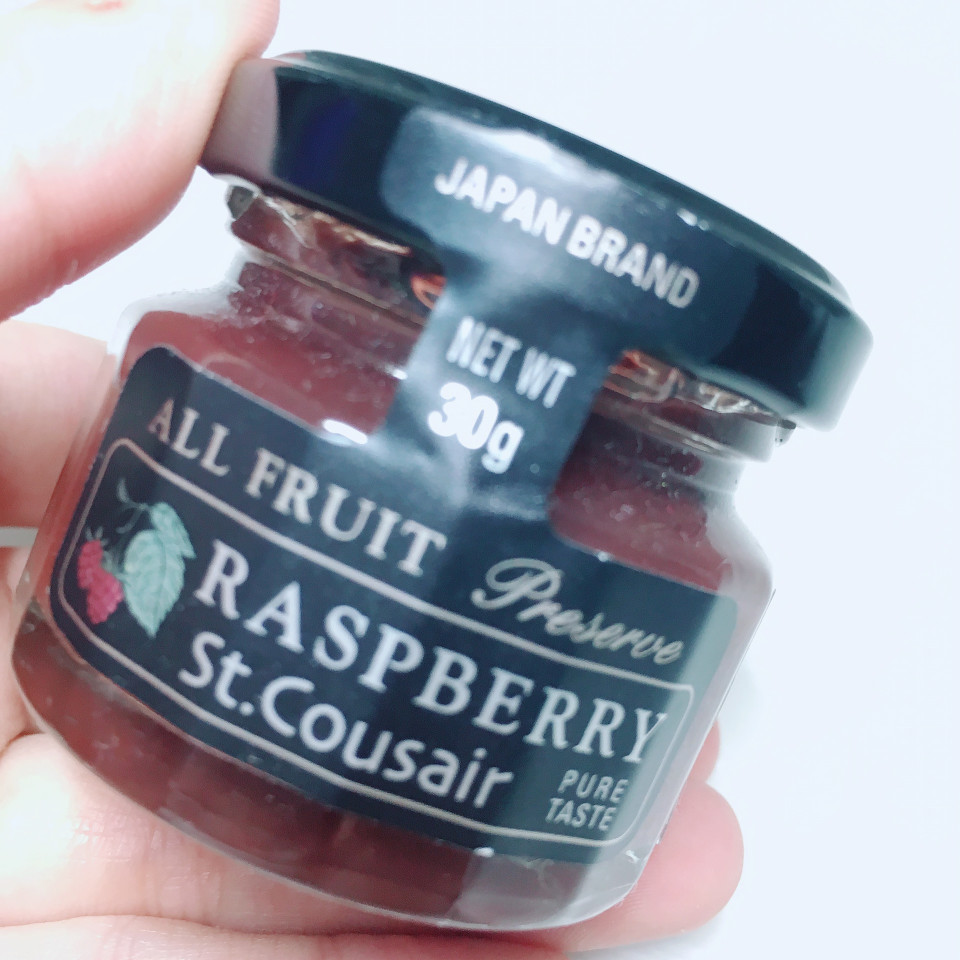 JAPAN BRAND
NET WT
30g
ALL FRUIT Preserve
RASPBERRY
St.Cousair
PURE
TASTE